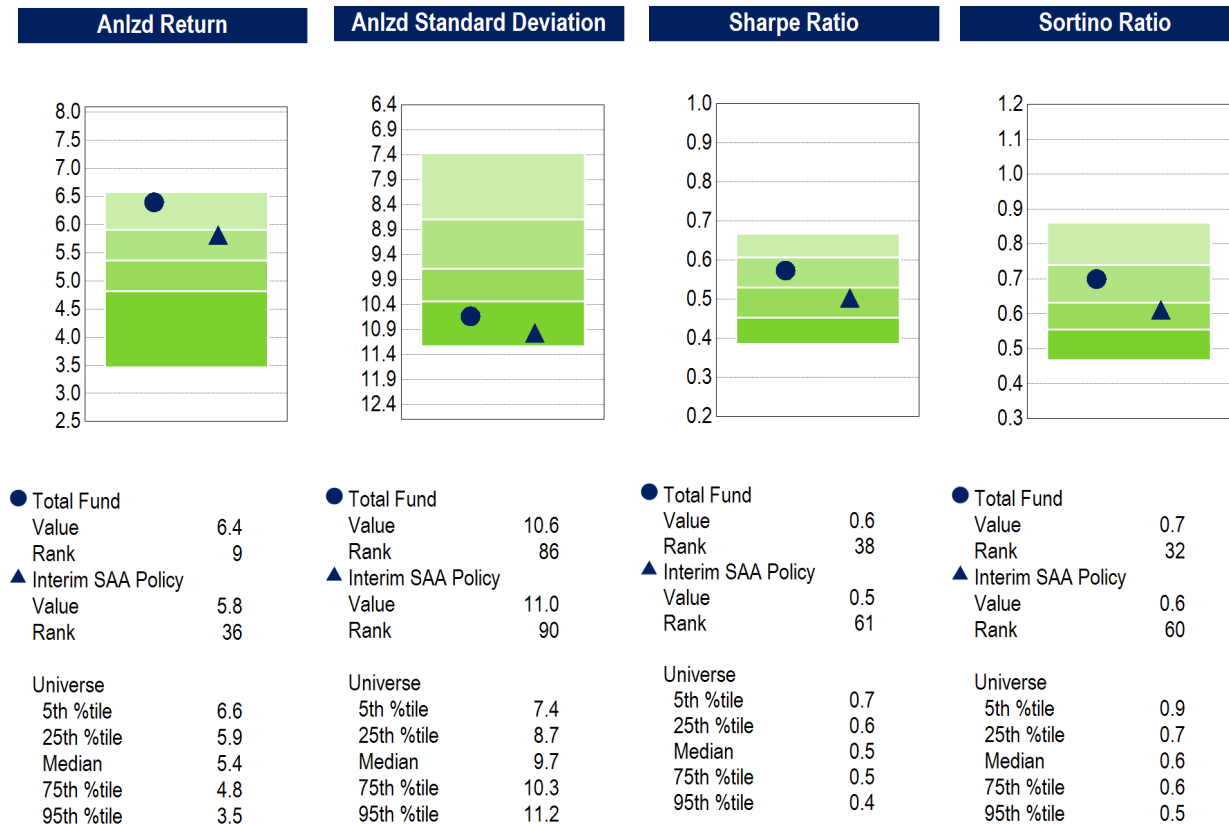 Anlzd Return
8.0
7.5
7.0
6.5
6.0
5.5
5.0
4.5
4.0
3.5
3.0
2.5
Total Fund
Value 6.4
Rank 9
Interim SAA Policy
Value 5.8
Rank 36
Universe
5th %tile 6.6
25th %tile 5.9
Median 5.4
75th %tile 4.8
95th %tile 3.5
Anlzd Standard Deviation
6.4
6.9
7.4
7.9
8.4
8.9
9.4
9.9
10.4
10.9
11.4
11.9
12.4
Total Fund
Value 10.6
Rank 86
Interim SAA Policy
Value 11.0
Rank 90
Universe
5th %tile 7.4
25th %tile 8.7
Median 9.7
75th %tile 10.3
95th %tile 11.2
Sharpe Ratio
1.0
0.9
0.8
0.7
0.6
0.5
0.4
0.3
0.2
Total Fund
Value 0.6
Rank 38
Interim SAA Policy
Value 0.5
Rank 61
Universe
5th %tile 0.7
25th %tile 0.6
Median 0.5
75th %tile 0.5
95th %tile 0.4
Sortino Ratio
1.2
1.1
1.0
0.9
0.8
0.7
0.6
0.5
0.4
0.3
Total Fund
Value 0.7
Rank 32
Interim SAA Policy
Value 0.6
Rank 60
Universe
5th %tile 0.9
25th %tile 0.7
Median 0.6
75th %tile 0.6
95th %tile 0.5